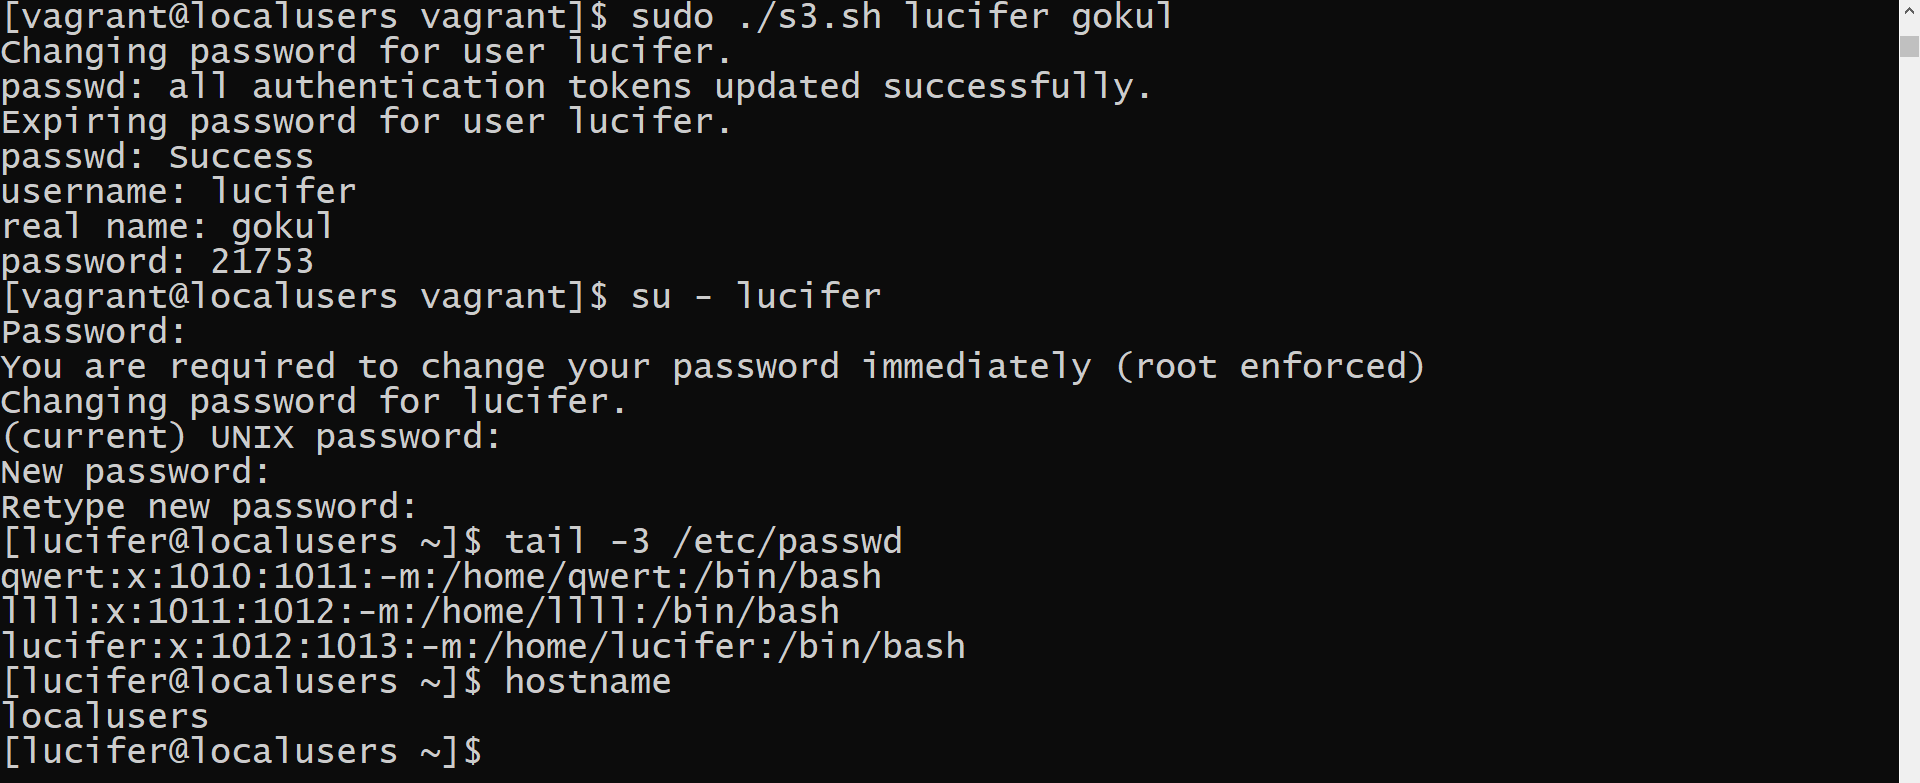 [vagrant@localusers vagrant]$ sudo ./s3.sh lucifer gokul
Changing password for user lucifer.
passwd: all authentication tokens updated successfully.
Expiring password for user lucifer.
passwd: Success
username: lucifer
real name: gokul
password: 21753
[vagrant@localusers vagrant]$ su - lucifer
Password:
You are required to change your password immediately (root enforced)
Changing password for lucifer.
(current) UNIX password:
New password:
Retype new password:
[lucifer@localusers ~]$ tail -3 /etc/passwd
qwert:x:1010:1011:-m:/home/qwert:/bin/bash
llll:x:1011:1012:-m:/home/llll:/bin/bash
lucifer:x:1012:1013:-m:/home/lucifer:/bin/bash
[lucifer@localusers ~]$ hostname
localusers
[lucifer@localusers ~]$